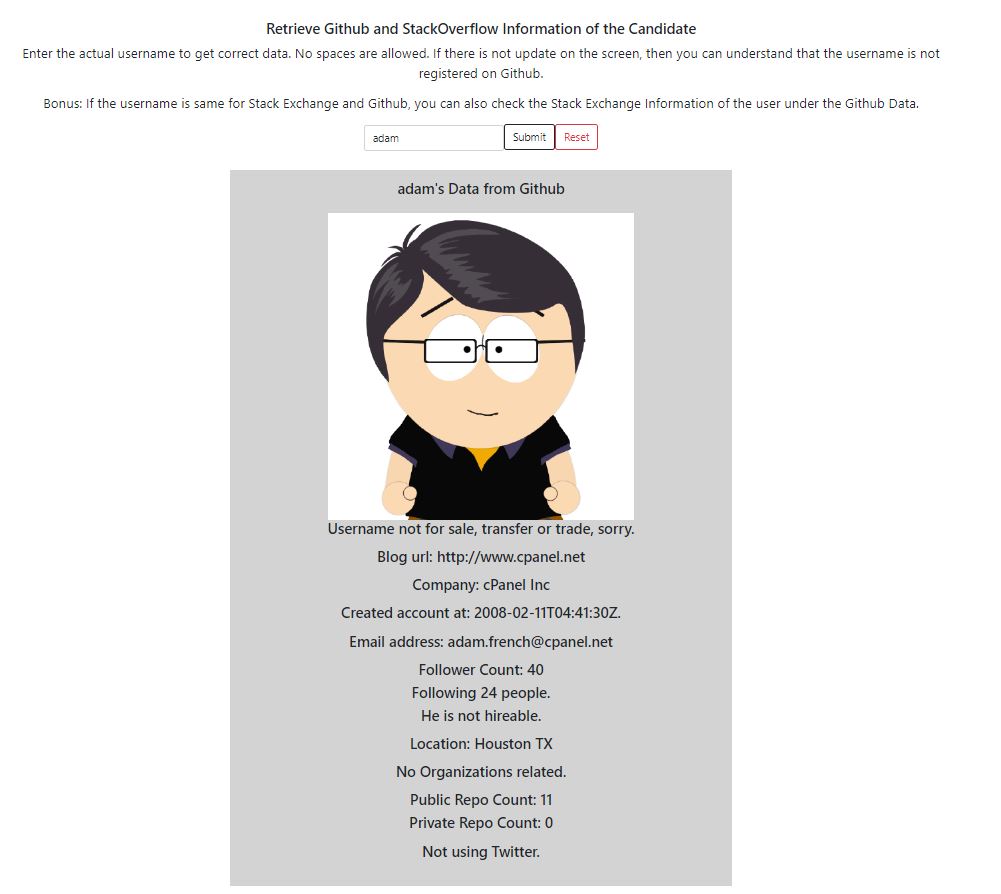 Retrieve Github and StackOverflow Information of the Candidate
Enter the actual username to get correct data. No spaces are allowed. If there is not update on the screen, then you can understand that the username is not
registered on Github.
Bonus: If the username is same for Stack Exchange and Github, you can also check the Stack Exchange Information of the user under the Github Data.
adam Submit Reset
adam's Data from Github
Username not for sale, transfer or trade, sorry.
Blog url: http://www.cpanel.net
Company: cPanel Inc
Created account at: 2008-02-11T04:41:30Z.
Email address: adam.french@cpanel.net
Follower Count: 40
Following 24 people.
He is not hireable.
Location: Houston TX
No Organizations related.
Public Repo Count: 11
Private Repo Count: 0
Not using Twitter.